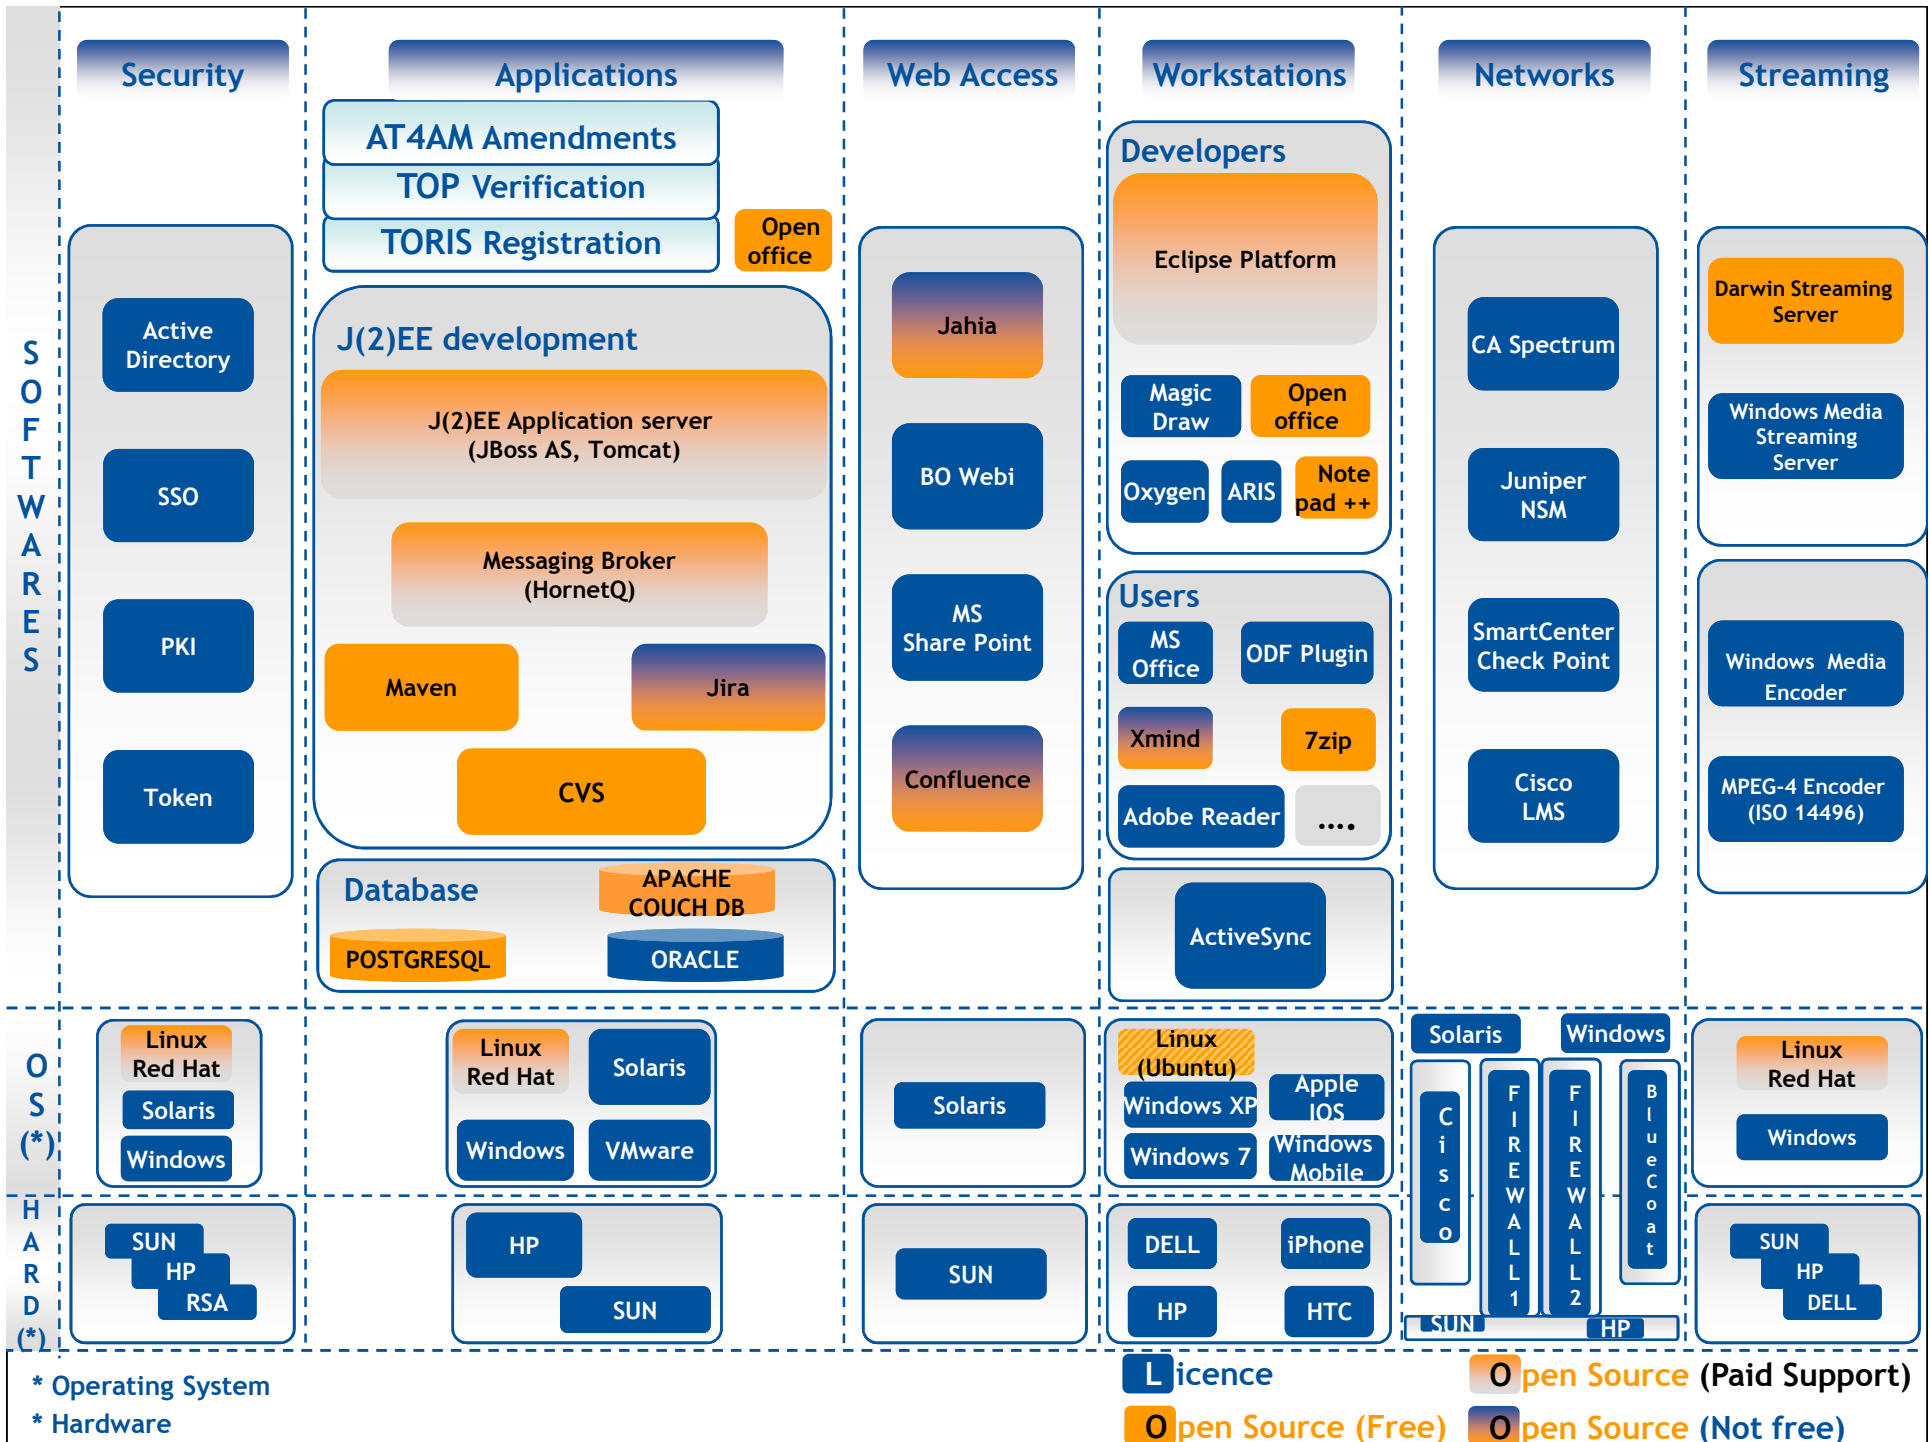 Security
Applications
Web Access
Workstations
Networks
Streaming
SOFTWARES
Active
Directory
SSO
PKI
Token
AT4AM Amendments
TOP Verification
TORIS Registration
Open
office
J(2)EE development
J(2)EE Application server
(JBoss AS, Tomcat)
Messaging Broker
(HornetQ)
Maven
Jira
CVS
Database
APACHE
COUCH DB
POSTGRESQL
ORACLE
Jahia
BO Webi
MS
Share Point
Confluence
Developers
Eclipse Platform
Magic
Draw
Open
office
Oxygen
ARIS
Note
pad ++
Users
MS
Office
ODF Plugin
Xmind
7zip
Adobe Reader
....
ActiveSync
CA Spectrum
Juniper
NSM
SmartCenter
Check Point
Cisco
LMS
Darwin Streaming
Server
Windows Media
Streaming
Server
Windows Media
Encoder
MPEG-4 Encoder
(ISO 14496)
OS
(*)
Linux
Red Hat
Solaris
Windows
Linux
Red Hat
Solaris
Windows
VMware
Solaris
Linux
(Ubuntu)
Windows XP
Apple
IOS
Windows 7
Windows
Mobile
Solaris
Windows
Cisco
FIREWALL1
FIREWALL2
BlueCoat
Linux
Red Hat
Windows
HARD
(*)
SUN
HP
RSA
HP
SUN
SUN
DELL
iPhone
HP
HTC
SUN
HP
SUN
HP
DELL
* Operating System
* Hardware
Licence
Open Source (Paid Support)
Open Source (Free)
Open Source (Not free)